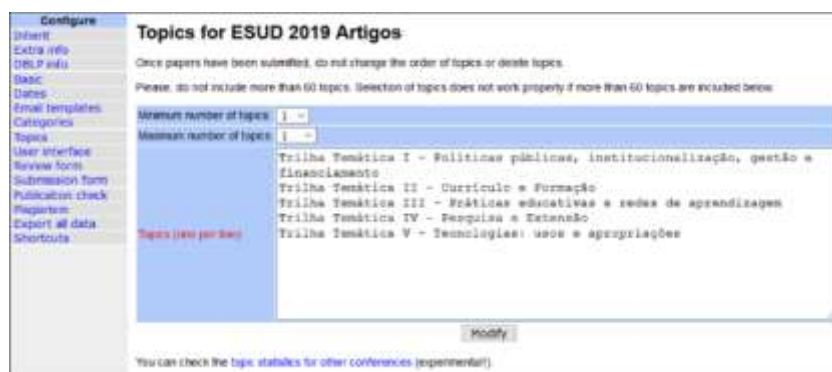 Configure
Inherit
Extra info
DBLP info
Basic
Dates
Email templates
Categories
Topics
User interface
Review form
Submission form
Publication check
Plagiarism
Export all data
Shortcuts
Topics for ESUD 2019 Artigos
Once papers have been submitted, do not change the order of topics or delete topics.
Please, do not include more than 60 topics. Selection of topics does not work properly if more than 60 topics are included below.
Minimum number of topics: 1
Maximum number of topics: 1
Topics (one per line)
Trilha Temática I - Políticas públicas, institucionalização, gestão e
financiamento
Trilha Temática II - Currículo e Formação
Trilha Temática III - Práticas educativas e redes de aprendizagem
Trilha Temática IV - Pesquisa e Extensão
Trilha Temática V - Tecnologias: usos e apropriações
Modify
You can check the topic statistics for other conferences (experimental!).